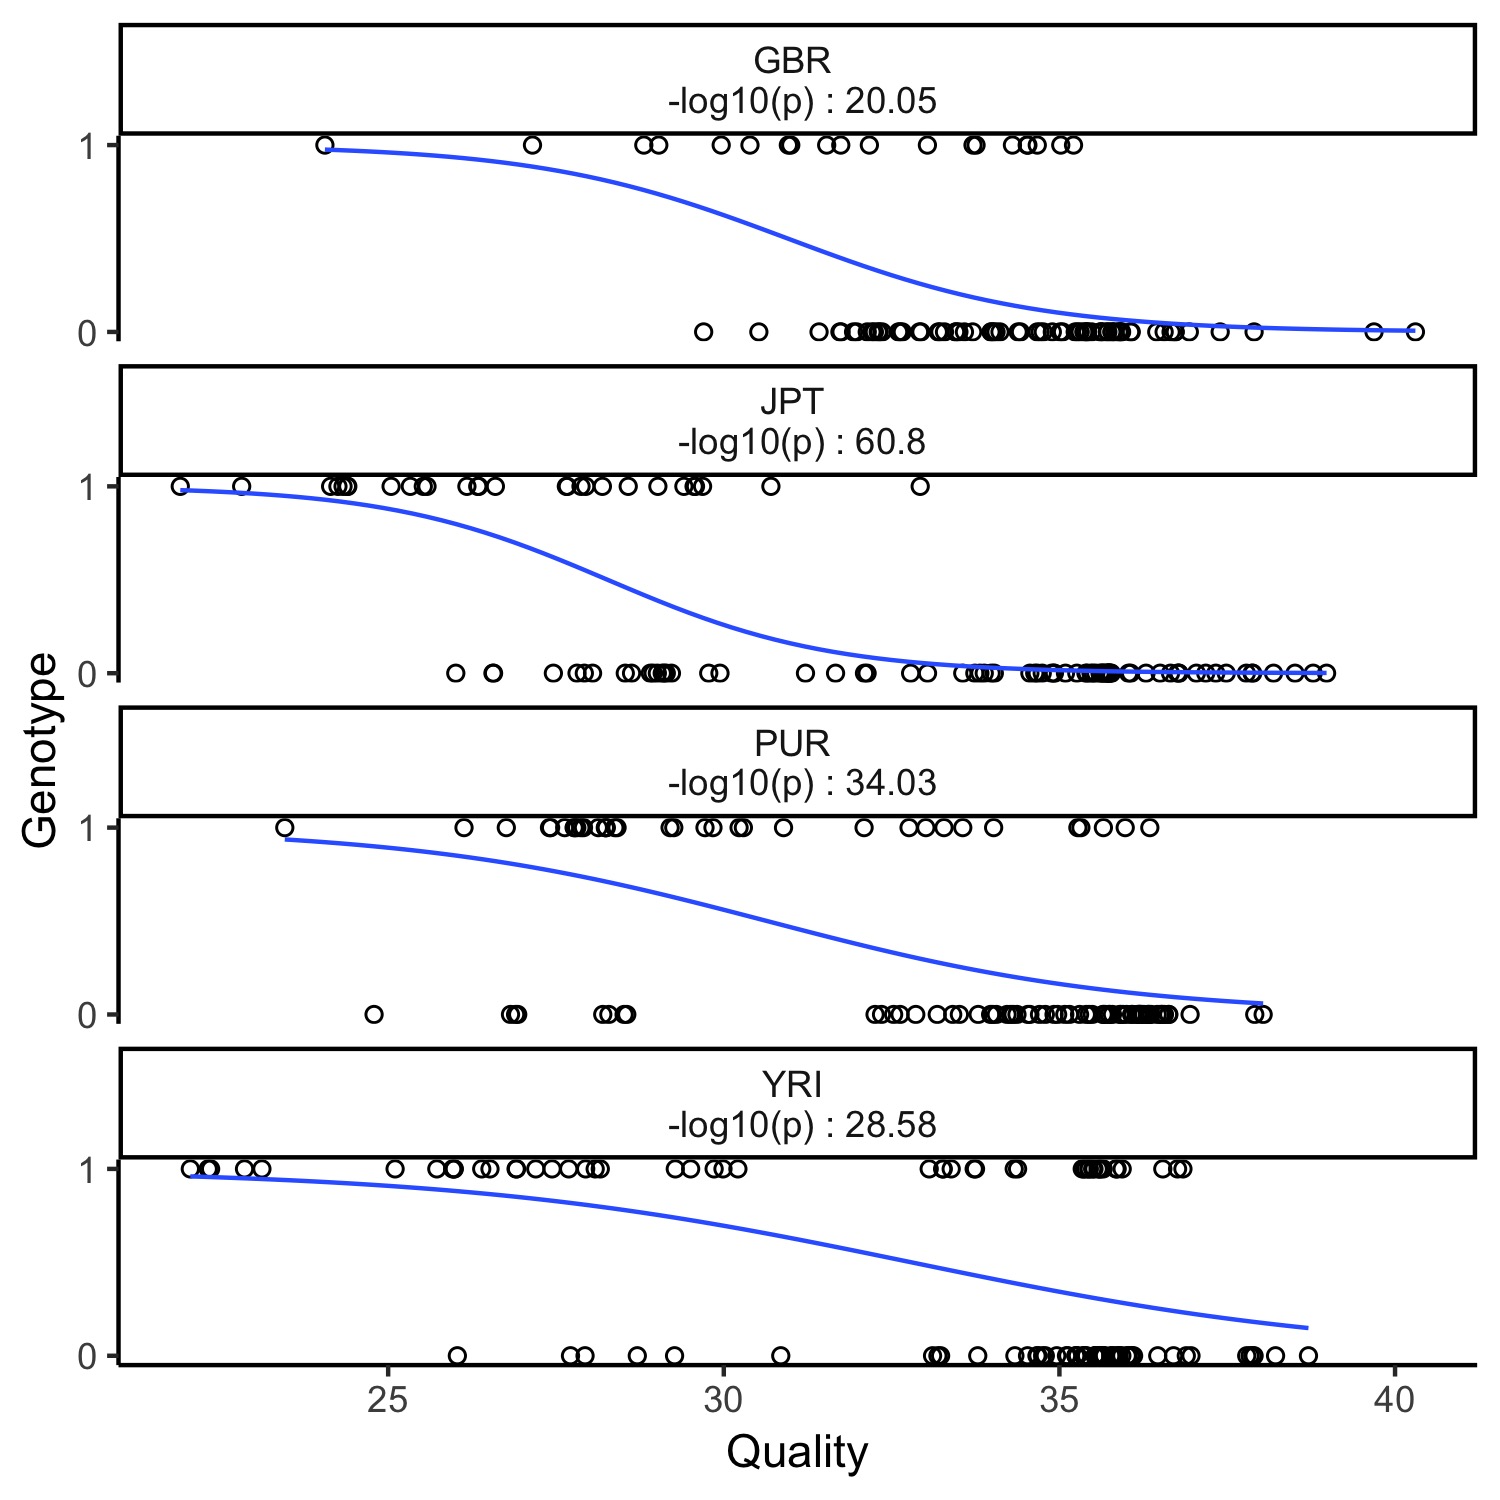 GBR
-log10(p) : 20.05
1
0
JPT
-log10(p) : 60.8
1
0
PUR
-log10(p) : 34.03
1
0
YRI
-log10(p) : 28.58
1
0
Genotype
25 30 35 40
Quality